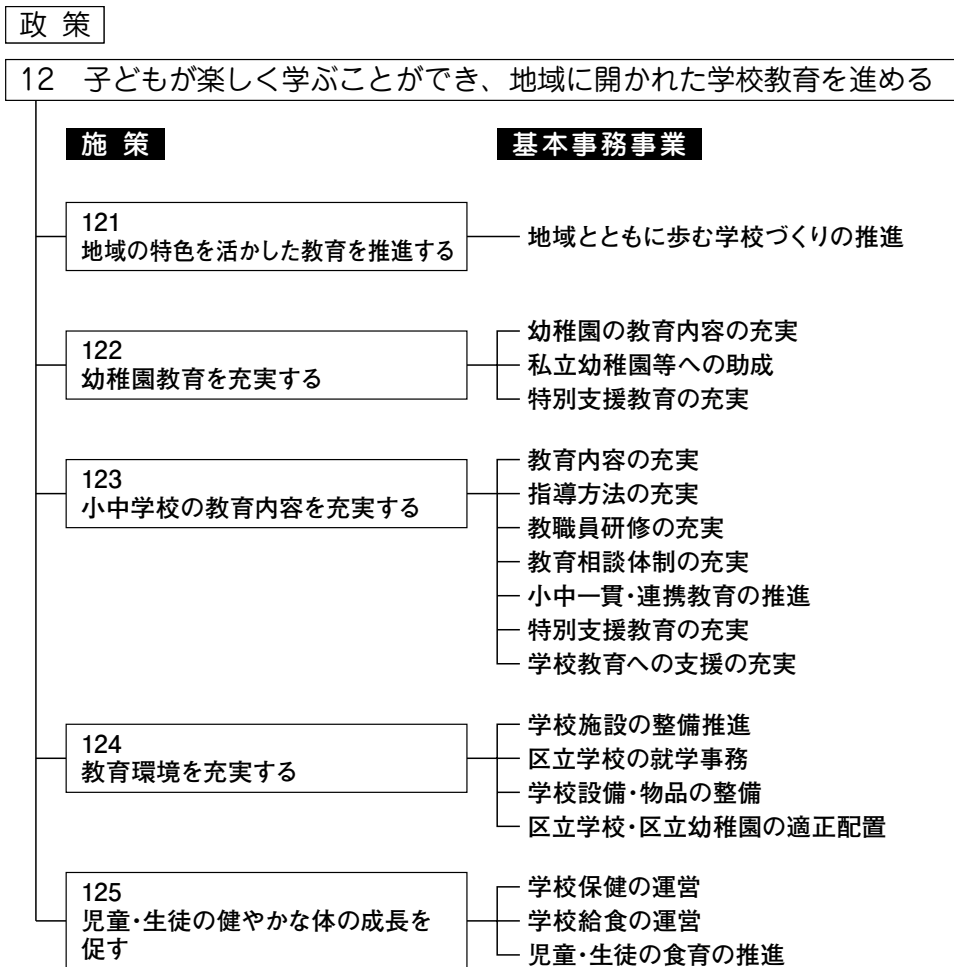 政策
12 子どもが楽しく学ぶことができ、地域に開かれた学校教育を進める
施策
基本事務事業
121
地域の特色を活かした教育を推進する
地域とともに歩む学校づくりの推進
122
幼稚園教育を充実する
幼稚園の教育内容の充実
私立幼稚園等への助成
特別支援教育の充実
123
小中学校の教育内容を充実する
教育内容の充実
指導方法の充実
教職員研修の充実
教育相談体制の充実
小中一貫・連携教育の推進
特別支援教育の充実
学校教育への支援の充実
124
教育環境を充実する
学校施設の整備推進
区立学校の就学事務
学校設備・物品の整備
区立学校・区立幼稚園の適正配置
125
児童・生徒の健やかな体の成長を
促す
学校保健の運営
学校給食の運営
児童・生徒の食育の推進